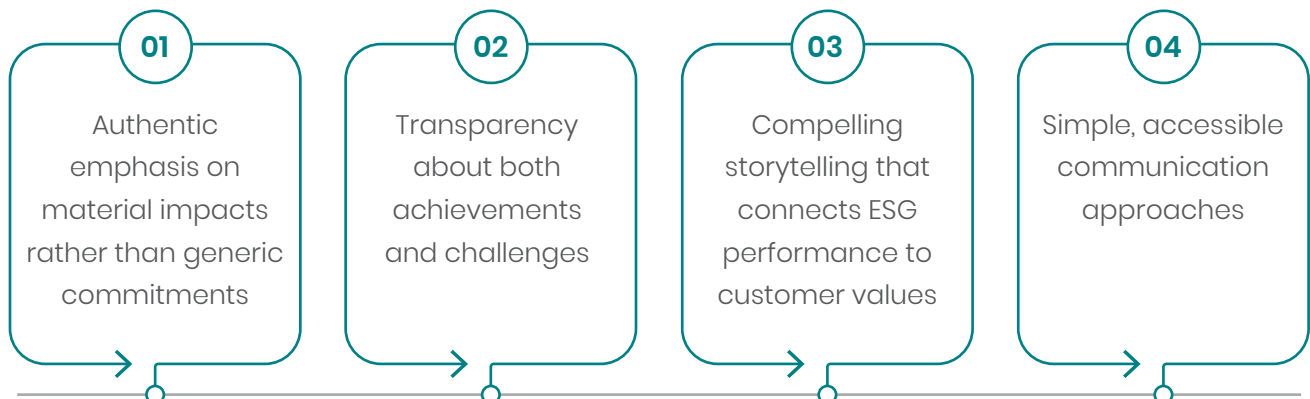 01
Authentic
emphasis on
material impacts
rather than generic
commitments
02
Transparency
about both
achievements
and challenges
03
Compelling
storytelling that
connects ESG
performance to
customer values
04
Simple, accessible
communication
approaches